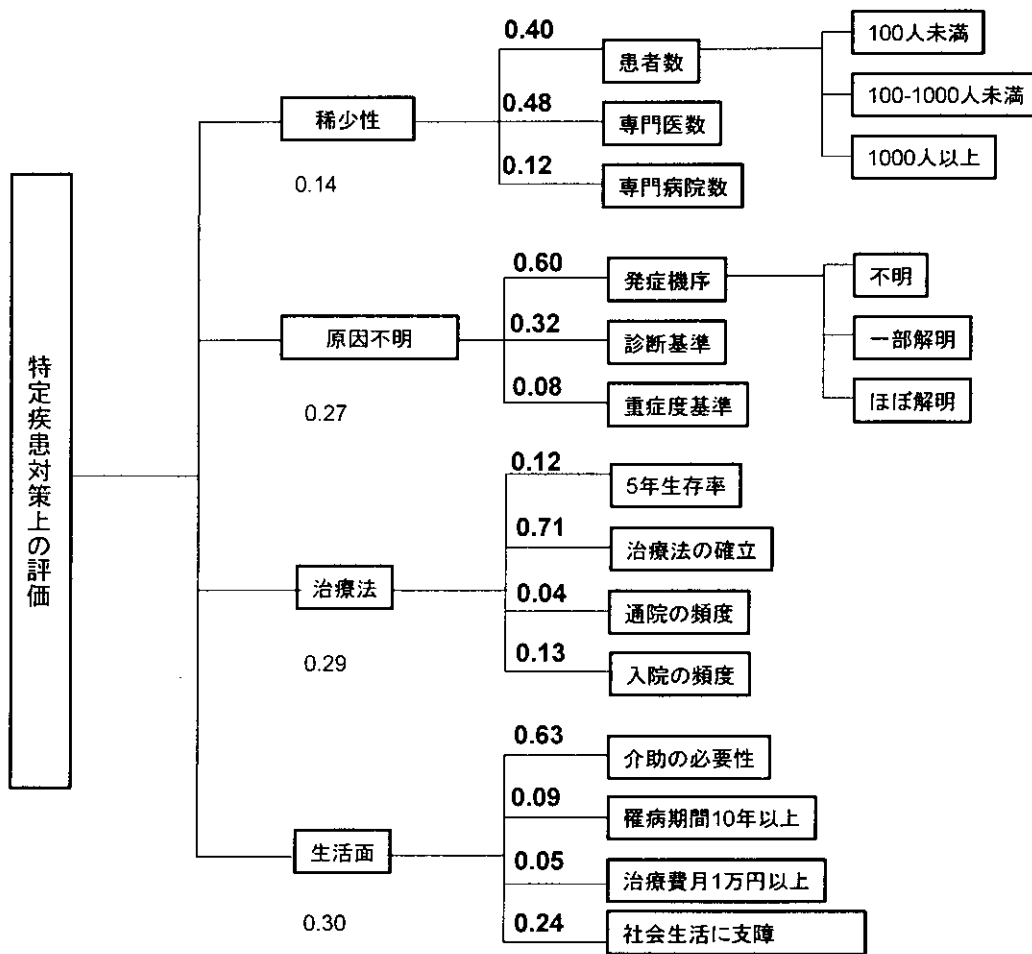 特定疾患対策上の評価
稀少性
0.14
0.40
患者数
100人未満
100-1000人未満
1000人以上
0.48
専門医数
0.12
専門病院数
原因不明
0.27
0.60
発症機序
不明
一部解明
ほぼ解明
0.32
診断基準
0.08
重症度基準
治療法
0.29
0.12
5年生存率
0.71
治療法の確立
0.04
通院の頻度
0.13
入院の頻度
生活面
0.30
0.63
介助の必要性
0.09
罹病期間10年以上
0.05
治療費月1万円以上
0.24
社会生活に支障